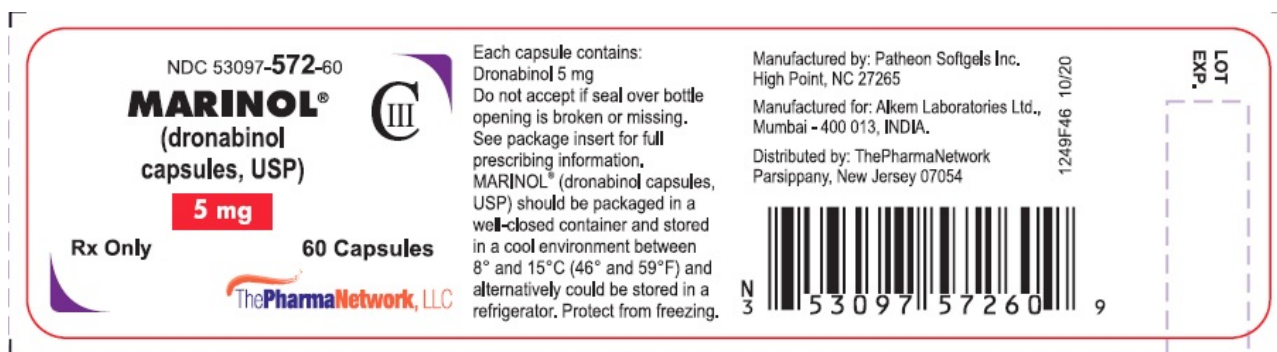 NDC 53097-572-60
MARINOL®
(dronabinol
capsules, USP)
5 mg
CIII
Rx Only
60 Capsules
ThePharmaNetwork, LLC
Each capsule contains:
Dronabinol 5 mg
Do not accept if seal over bottle
opening is broken or missing.
See package insert for full
prescribing information.
MARINOL® (dronabinol capsules,
USP) should be packaged in a
well-closed container and stored
in a cool environment between
8° and 15°C (46° and 59°F) and
alternatively could be stored in a
refrigerator. Protect from freezing.
Manufactured by: Patheon Softgels Inc.
High Point, NC 27265
Manufactured for: Alkem Laboratories Ltd.,
Mumbai - 400 013, INDIA.
Distributed by: ThePharmaNetwork
Parsippany, New Jersey 07054
N
3 53097 57260 9
1249F46 10/20
LOT
EXP.